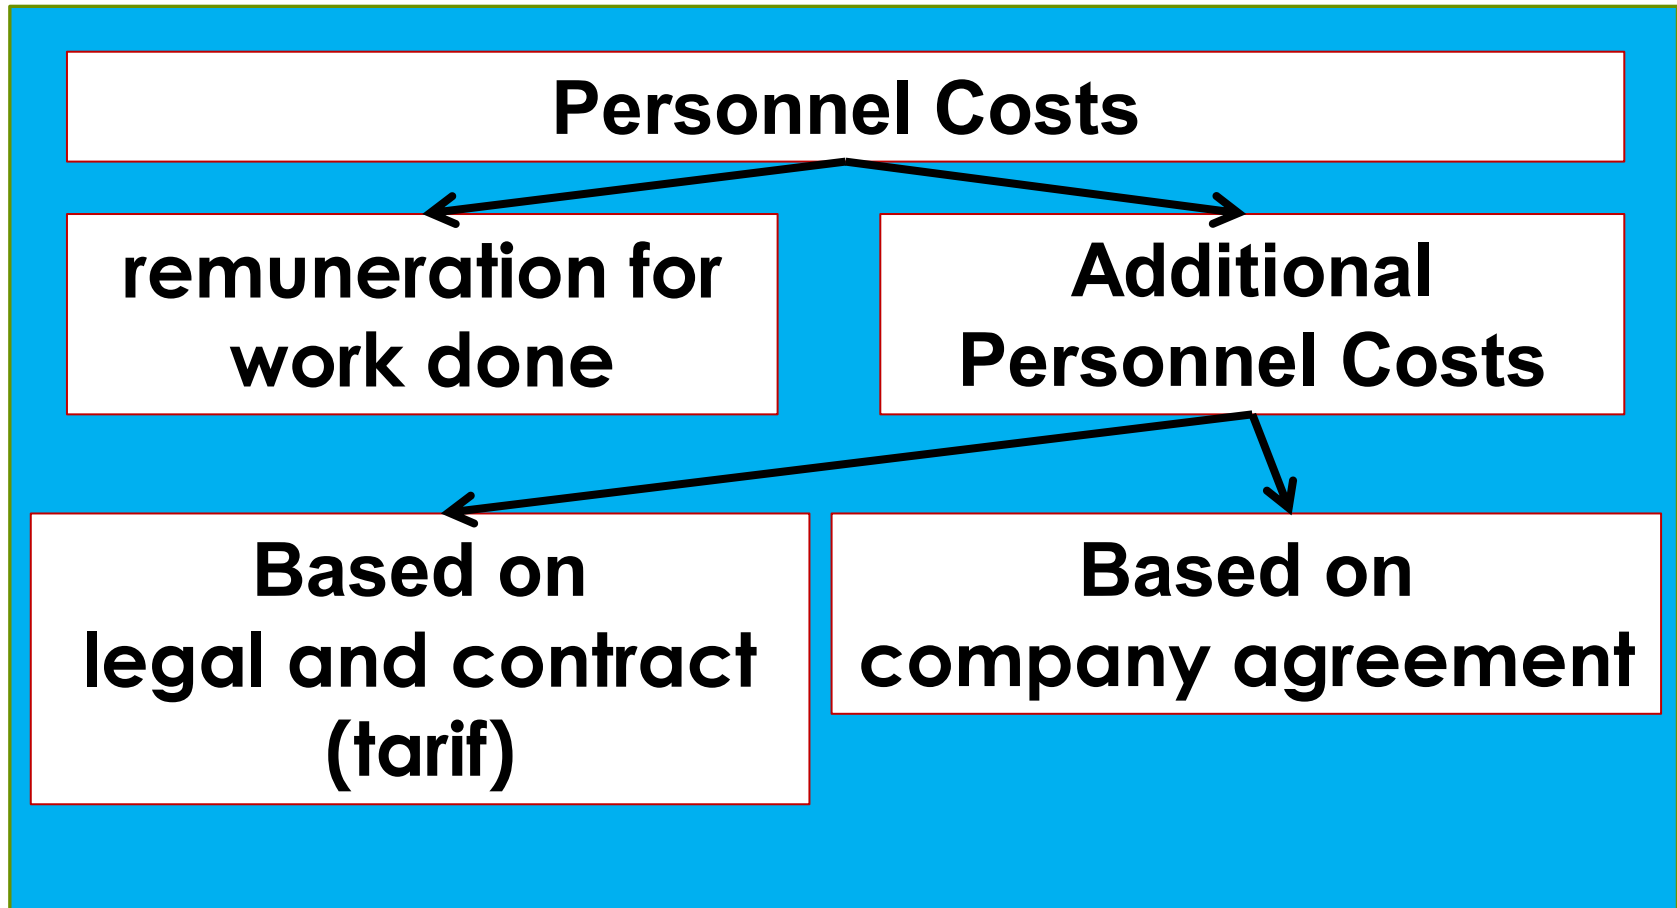 Personnel Costs
remuneration for
work done
Additional
Personnel Costs
Based on
legal and contract
(tarif)
Based on
company agreement